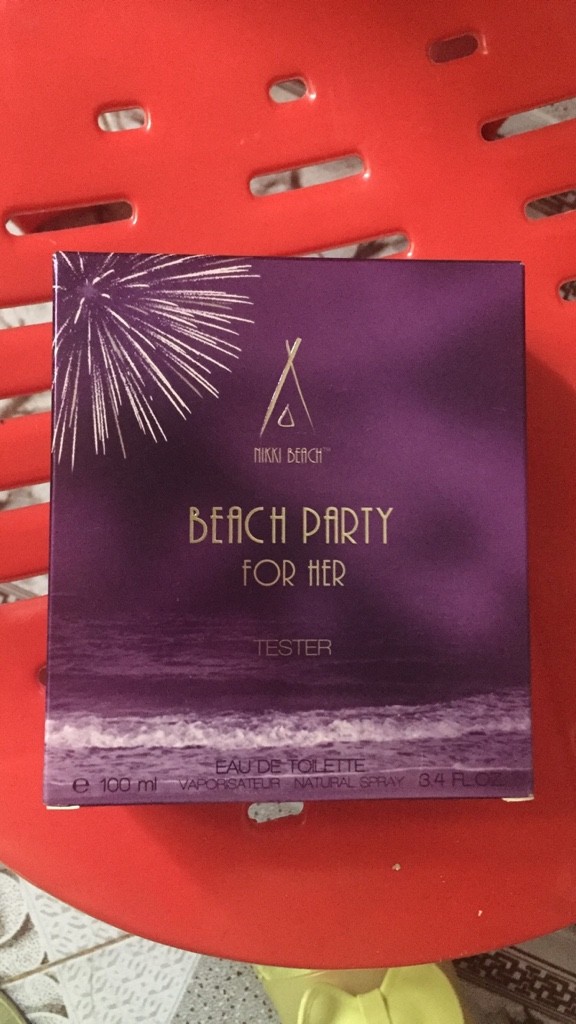 NIKKI BEACH™
BEACH PARTY
FOR HER
TESTER
EAU DE TOILETTE
℮ 100 ml VAPORISATEUR NATURAL SPRAY 3.4 FL.OZ